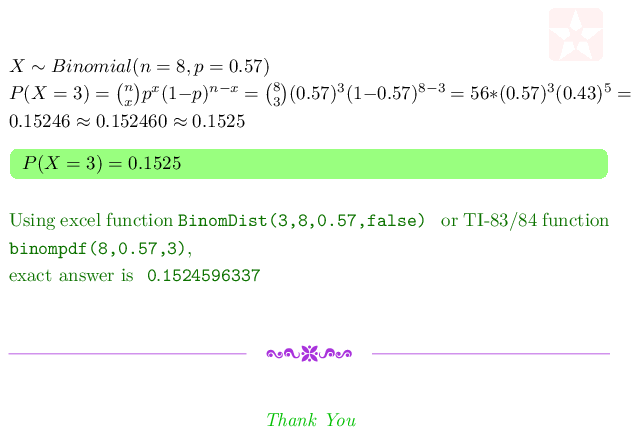 X ∼ Binomial(n = 8, p = 0.57)
P(X = 3) = \binom{n}{x} p^x (1−p)^{n−x} = \binom{8}{3} (0.57)^3 (1−0.57)^{8−3} = 56∗(0.57)^3 (0.43)^5 =
0.15246 ≈ 0.152460 ≈ 0.1525
P(X = 3) = 0.1525
Using excel function BinomDist(3,8,0.57,false) or TI-83/84 function
binompdf(8,0.57,3),
exact answer is 0.1524596337
Thank You